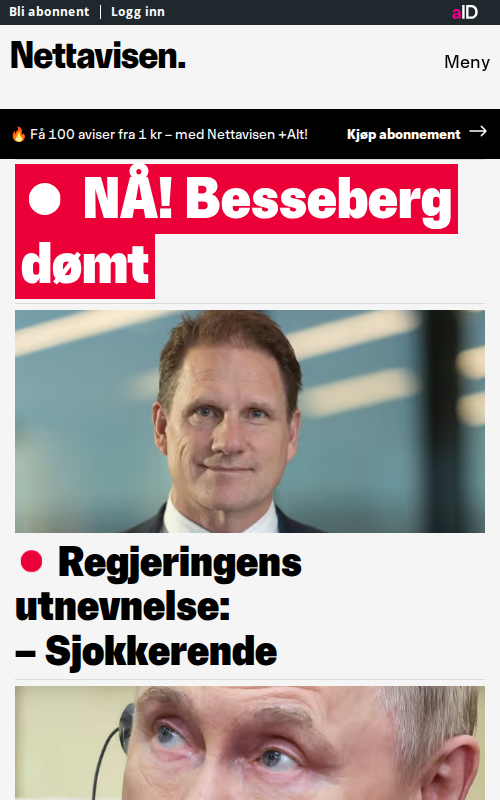 Bli abonnent | Logg inn
aID
Nettavisen.
Meny
🔥 Få 100 aviser fra 1 kr – med Nettavisen +Alt!
Kjøp abonnement →
● NÅ! Besseberg
dømt
● Regjeringens
utnevnelse:
– Sjokkerende